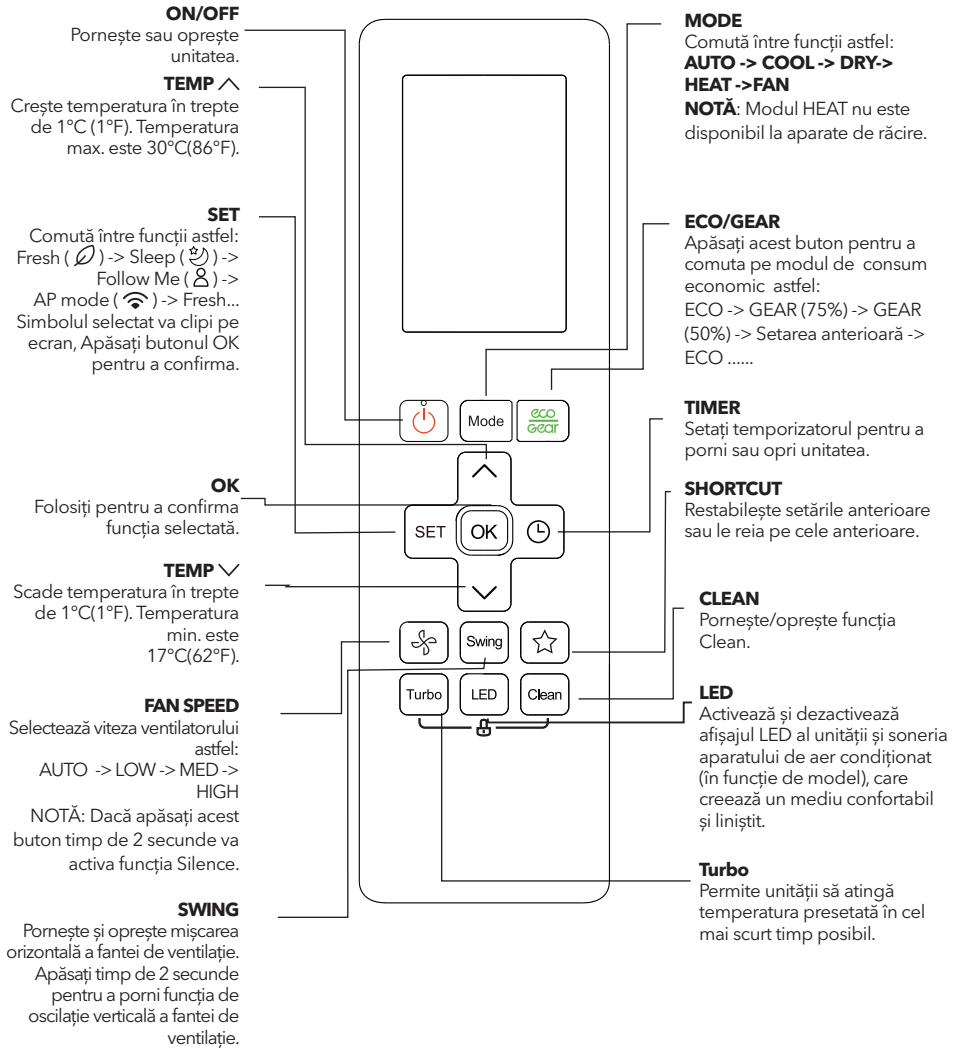 ON/OFF
Pornește sau oprește
unitatea.
TEMP
Crește temperatura în trepte
de 1°C (1°F). Temperatura
max. este 30°C(86°F).
SET
Comută între funcții astfel:
Fresh ( ) -> Sleep ( ) ->
Follow Me ( ) ->
AP mode ( ) -> Fresh...
Simbolul selectat va clipi pe
ecran, Apăsați butonul OK
pentru a confirma.
OK
Folosiți pentru a confirma
funcția selectată.
TEMP
Scade temperatura în trepte
de 1°C(1°F). Temperatura
min. este
17°C(62°F).
FAN SPEED
Selectează viteza ventilatorului
astfel:
AUTO -> LOW -> MED ->
HIGH
NOTĂ: Dacă apăsați acest
buton timp de 2 secunde va
activa funcția Silence.
SWING
Pornește și oprește mișcarea
orizontală a fantei de ventilație.
Apăsați timp de 2 secunde
pentru a porni funcția de
oscilație verticală a fantei de
ventilație.
Mode
eco
Gear
SET
OK
Swing
Turbo
LED
Clean
MODE
Comută între funcții astfel:
AUTO -> COOL -> DRY->
HEAT ->FAN
NOTĂ: Modul HEAT nu este
disponibil la aparate de răcire.
ECO/GEAR
Apăsați acest buton pentru a
comuta pe modul de consum
economic astfel:
ECO -> GEAR (75%) -> GEAR
(50%) -> Setarea anterioară ->
ECO ......
TIMER
Setați temporizatorul pentru a
porni sau opri unitatea.
SHORTCUT
Restabilește setările anterioare
sau le reia pe cele anterioare.
CLEAN
Pornește/oprește funcția
Clean.
LED
Activează și dezactivează
afișajul LED al unității și soneria
aparatului de aer condiționat
(în funcție de model), care
creează un mediu confortabil
și liniștit.
Turbo
Permite unității să atingă
temperatura presetată în cel
mai scurt timp posibil.